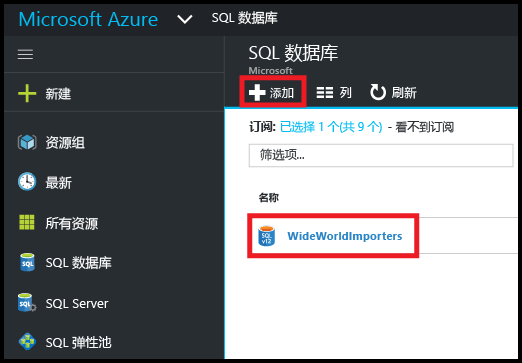 Microsoft Azure SQL 数据库
新建
资源组
最新
所有资源
SQL 数据库
SQL Server
SQL 弹性池
SQL 数据库
Microsoft
添加 列 刷新
订阅: 已选择 1 个(共 9 个) - 看不到订阅
筛选项...
名称
SQL
V12
WideWorldImporters